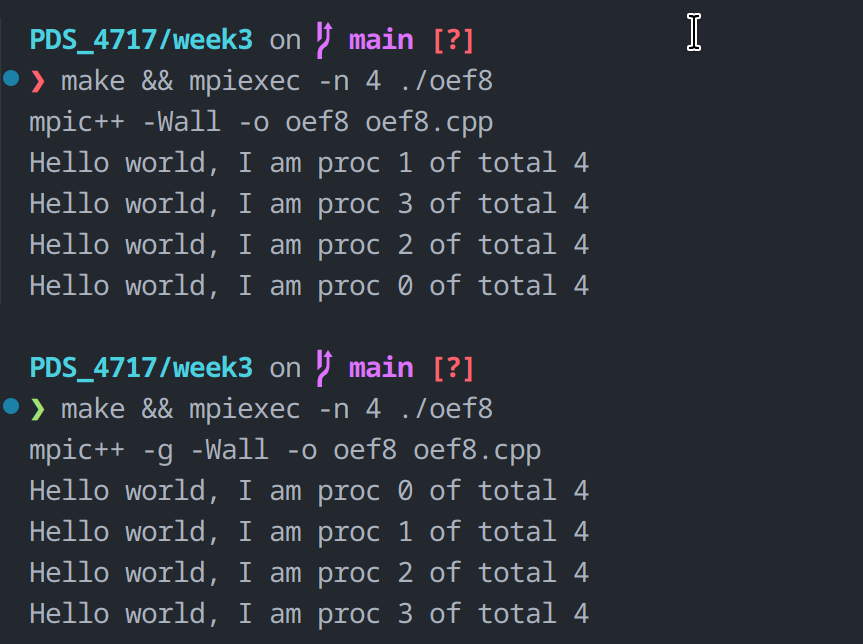 PDS_4717/week3 on  main [?]
❯ make && mpiexec -n 4 ./oef8
mpic++ -Wall -o oef8 oef8.cpp
Hello world, I am proc 1 of total 4
Hello world, I am proc 3 of total 4
Hello world, I am proc 2 of total 4
Hello world, I am proc 0 of total 4
PDS_4717/week3 on  main [?]
❯ make && mpiexec -n 4 ./oef8
mpic++ -g -Wall -o oef8 oef8.cpp
Hello world, I am proc 0 of total 4
Hello world, I am proc 1 of total 4
Hello world, I am proc 2 of total 4
Hello world, I am proc 3 of total 4